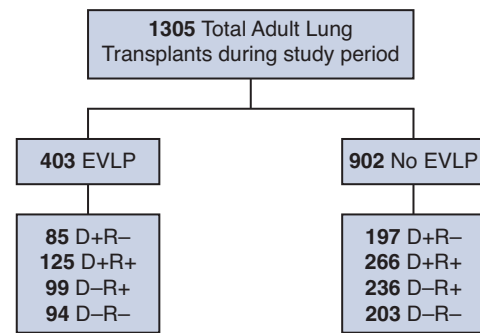 1305 Total Adult Lung
Transplants during study period
403 EVLP
902 No EVLP
85 D+R–
125 D+R+
99 D–R+
94 D–R–
197 D+R–
266 D+R+
236 D–R+
203 D–R–